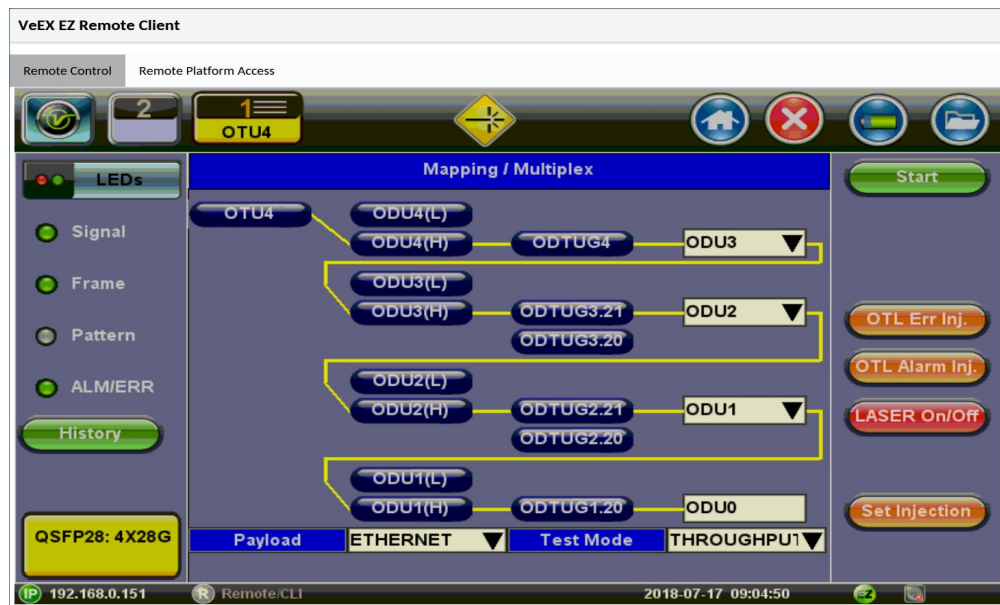 VeEX EZ Remote Client
Remote Control Remote Platform Access
2 1 OTU4
LEDs
Signal
Frame
Pattern
ALM/ERR
History
QSFP28: 4X28G
Mapping / Multiplex
OTU4 ODU4(L)
ODU4(H) ODTUG4 ODU3
ODU3(L)
ODU3(H) ODTUG3.21 ODU2
ODTUG3.20
ODU2(L)
ODU2(H) ODTUG2.21 ODU1
ODTUG2.20
ODU1(L)
ODU1(H) ODTUG1.20 ODU0
Payload ETHERNET Test Mode THROUGHPUT
Start
OTL Err Inj.
OTL Alarm Inj.
LASER On/Off
Set Injection
IP 192.168.0.151 R Remote/CLI 2018-07-17 09:04:50 EZ